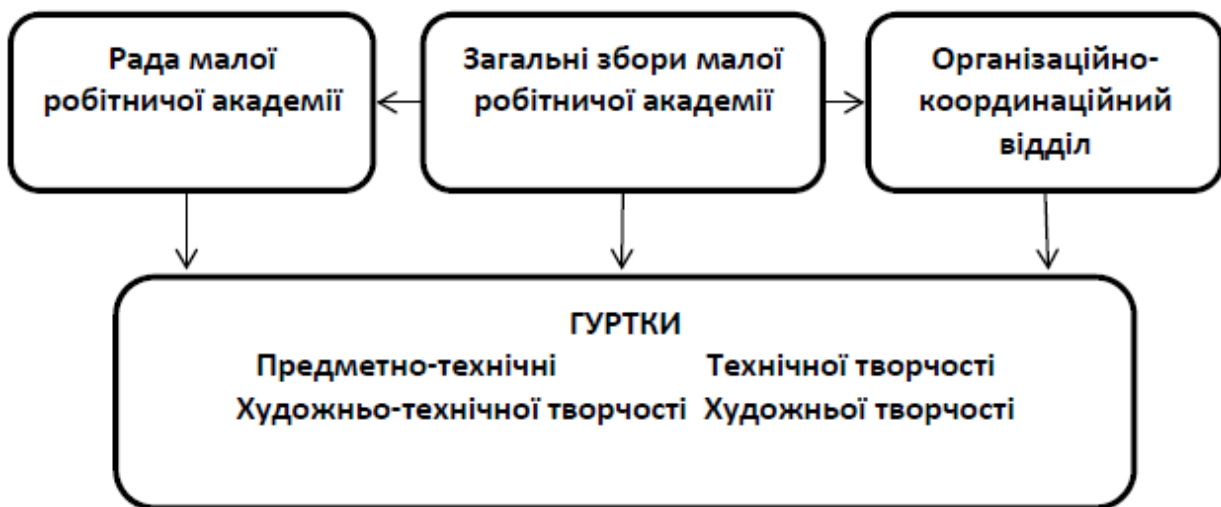 Рада малої
робітничої академії
Загальні збори малої
робітничої академії
Організаційно-
координаційний
відділ
ГУРТКИ
Предметно-технічні Технічної творчості
Художньо-технічної творчості Художньої творчості